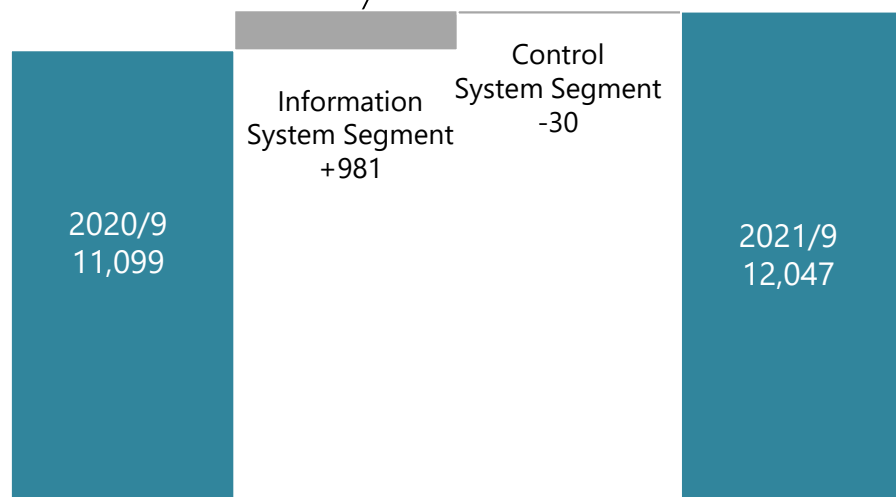 2020/9
11,099
Information
System Segment
+981
Control
System Segment
-30
2021/9
12,047